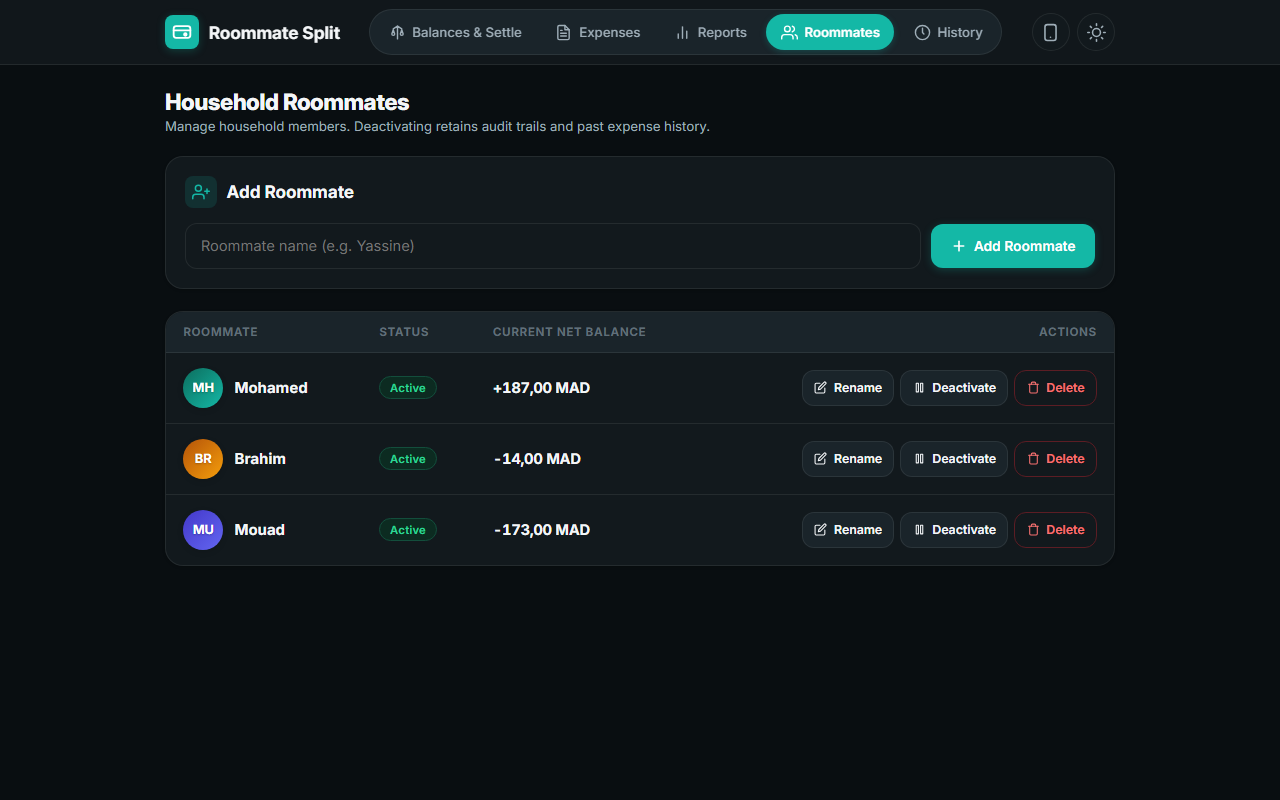 Roommate Split Balances & Settle Expenses Reports Roommates History
Household Roommates
Manage household members. Deactivating retains audit trails and past expense history.
Add Roommate
Roommate name (e.g. Yassine) Add Roommate
ROOMMATE STATUS CURRENT NET BALANCE ACTIONS
MH Mohamed Active +187,00 MAD Rename Deactivate Delete
BR Brahim Active -14,00 MAD Rename Deactivate Delete
MU Mouad Active -173,00 MAD Rename Deactivate Delete